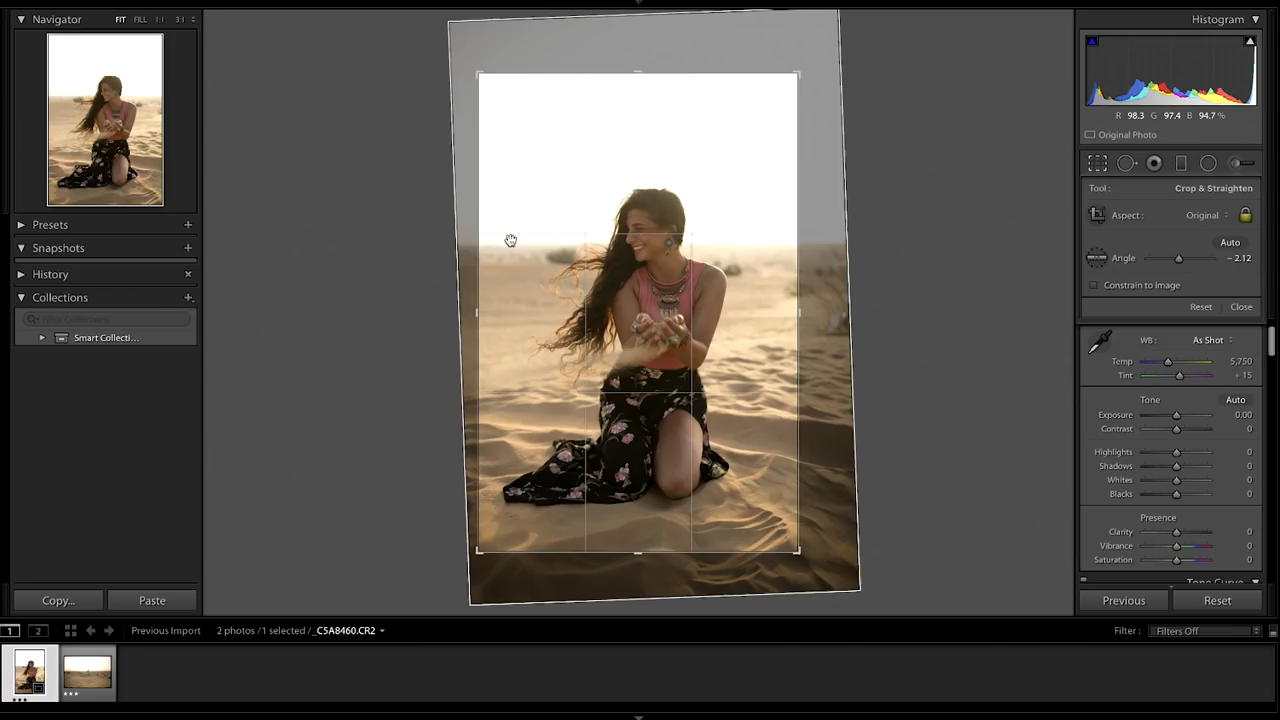 Navigator FIT FILL 1:1 3:1
Presets
Snapshots
History
Collections
Filter Collections
Smart Collecti...
Copy... Paste
Histogram
R 98.3 G 97.4 B 94.7 %
Original Photo
Tool : Crop & Straighten
Aspect : Original
Auto
Angle - 2.12
Constrain to Image
Reset Close
WB : As Shot
Temp 5,750
Tint + 15
Tone Auto
Exposure 0.00
Contrast 0
Highlights 0
Shadows 0
Whites 0
Blacks 0
Presence
Clarity 0
Vibrance 0
Saturation 0
Tone Curve
Previous Reset
1 2 Previous Import 2 photos / 1 selected / _C5A8460.CR2 Filter : Filters Off